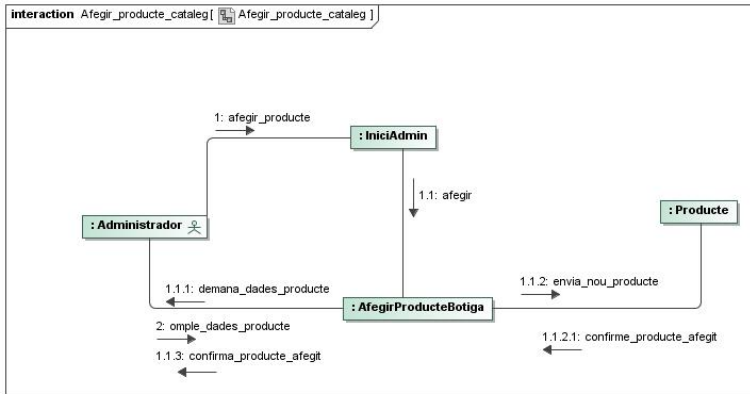 interaction Afegir_producte_cataleg[ Afegir_producte_cataleg ]
1: afegir_producte
: IniciAdmin
1.1: afegir
: Administrador
: Producte
1.1.1: demana_dades_producte
1.1.2: envia_nou_producte
: AfegirProducteBotiga
2: omple_dades_producte
1.1.2.1: confirme_producte_afegit
1.1.3: confirma_producte_afegit